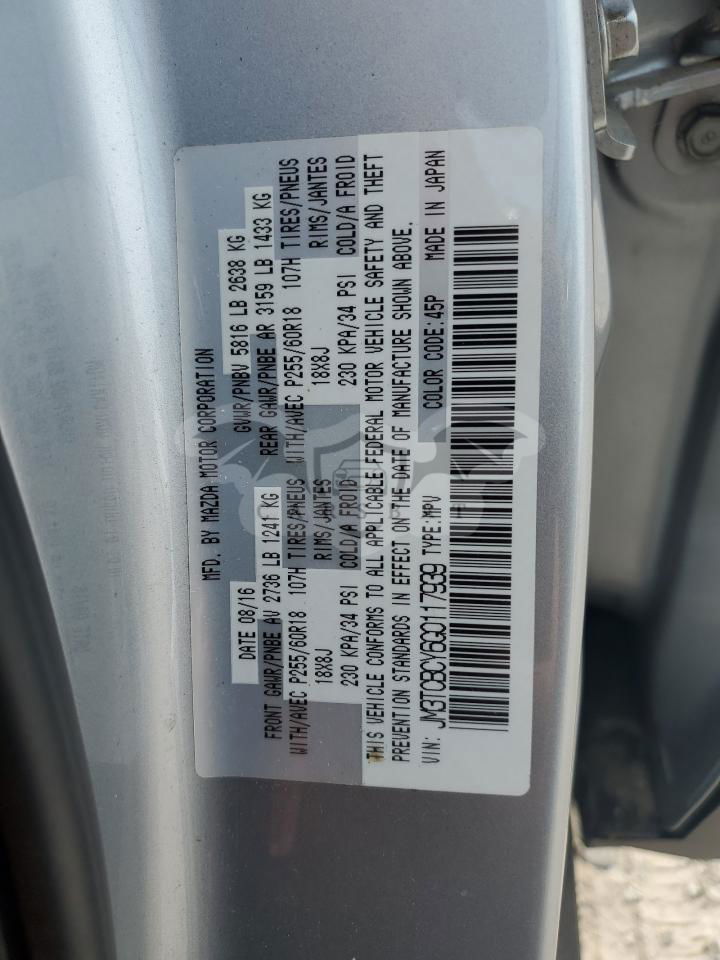 MFD. BY MAZDA MOTOR CORPORATION
DATE 08/16 GVWR/PNBV 5816 LB 2638 KG
FRONT GAWR/PNBE AV 2736 LB 1241 KG REAR GAWR/PNBE AR 3159 LB 1433 KG
WITH/AVEC P255/60R18 107H TIRES/PNEUS WITH/AVEC P255/60R18 107H TIRES/PNEUS
18X8J RIMS/JANTES 18X8J RIMS/JANTES
230 KPA/34 PSI COLD/A FROID 230 KPA/34 PSI COLD/A FROID
THIS VEHICLE CONFORMS TO ALL APPLICABLE FEDERAL MOTOR VEHICLE SAFETY AND THEFT
PREVENTION STANDARDS IN EFFECT ON THE DATE OF MANUFACTURE SHOWN ABOVE.
VIN: JM3TCBCY6G0117939 TYPE:MPV COLOR CODE:45P MADE IN JAPAN